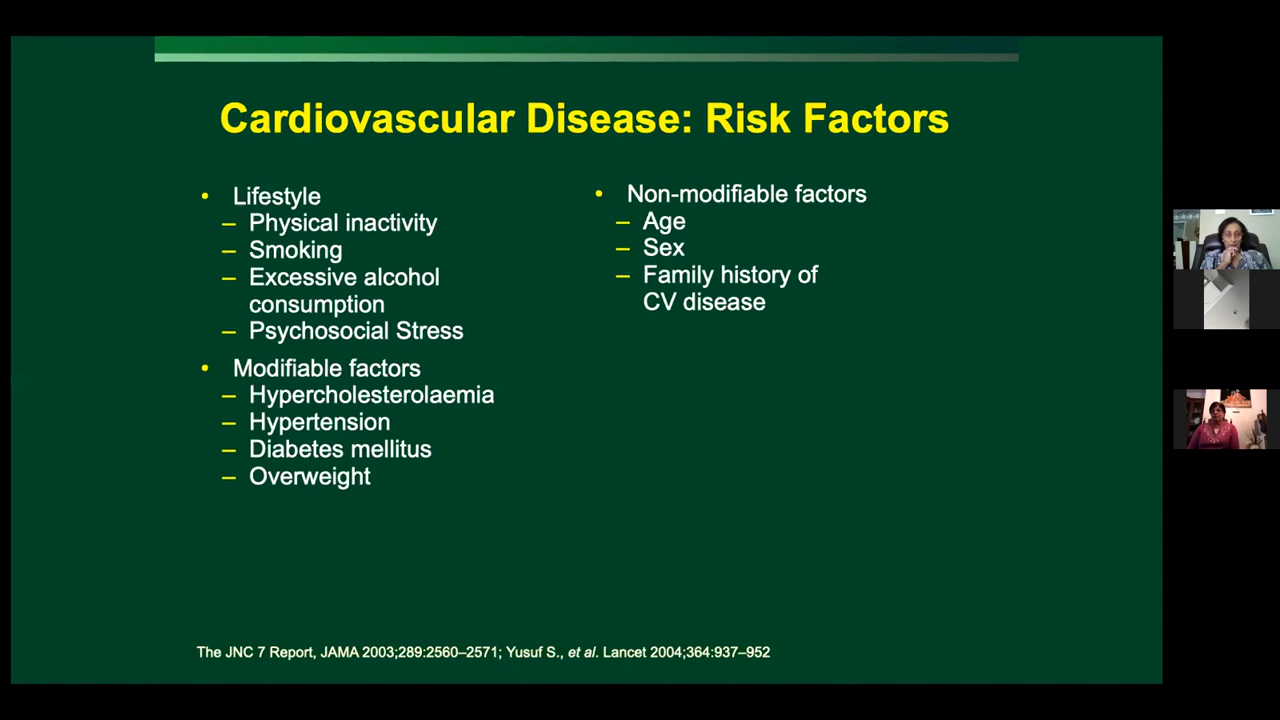 Cardiovascular Disease: Risk Factors
• Lifestyle
– Physical inactivity
– Smoking
– Excessive alcohol
consumption
– Psychosocial Stress
• Modifiable factors
– Hypercholesterolaemia
– Hypertension
– Diabetes mellitus
– Overweight
• Non-modifiable factors
– Age
– Sex
– Family history of
CV disease
The JNC 7 Report, JAMA 2003;289:2560–2571; Yusuf S., et al. Lancet 2004;364:937–952